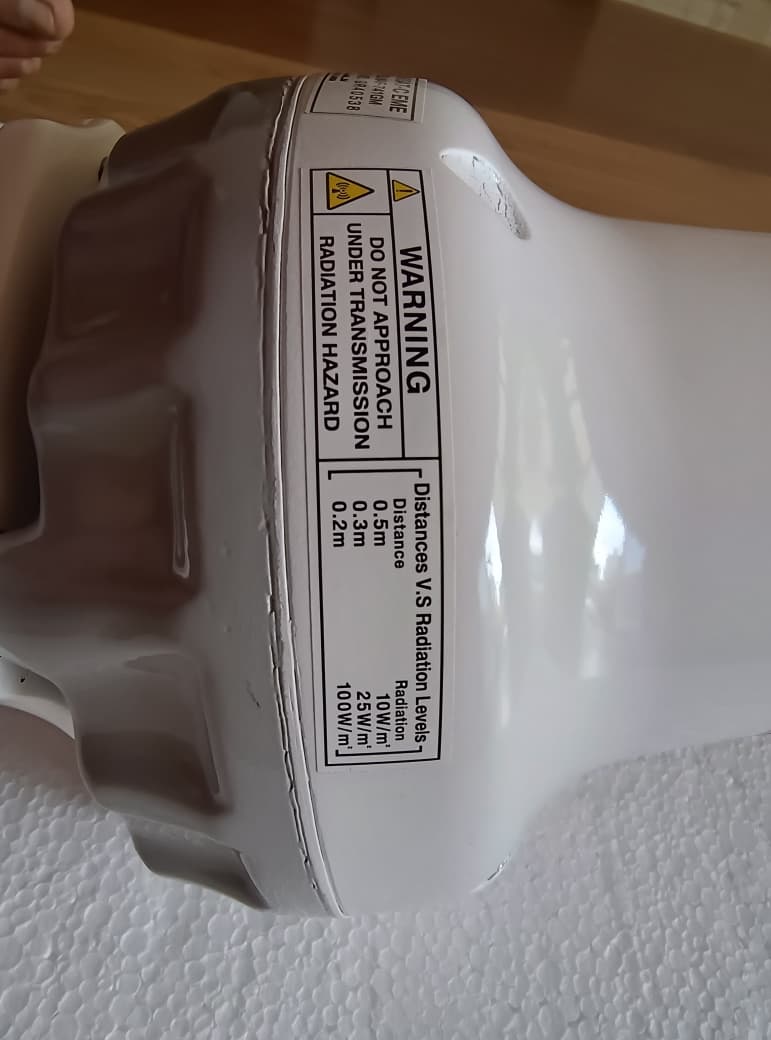 WARNING
DO NOT APPROACH
UNDER TRANSMISSION
RADIATION HAZARD
Distances V.S Radiation Levels
Distance Radiation
0.5m 10W/m²
0.3m 25W/m²
0.2m 100W/m²